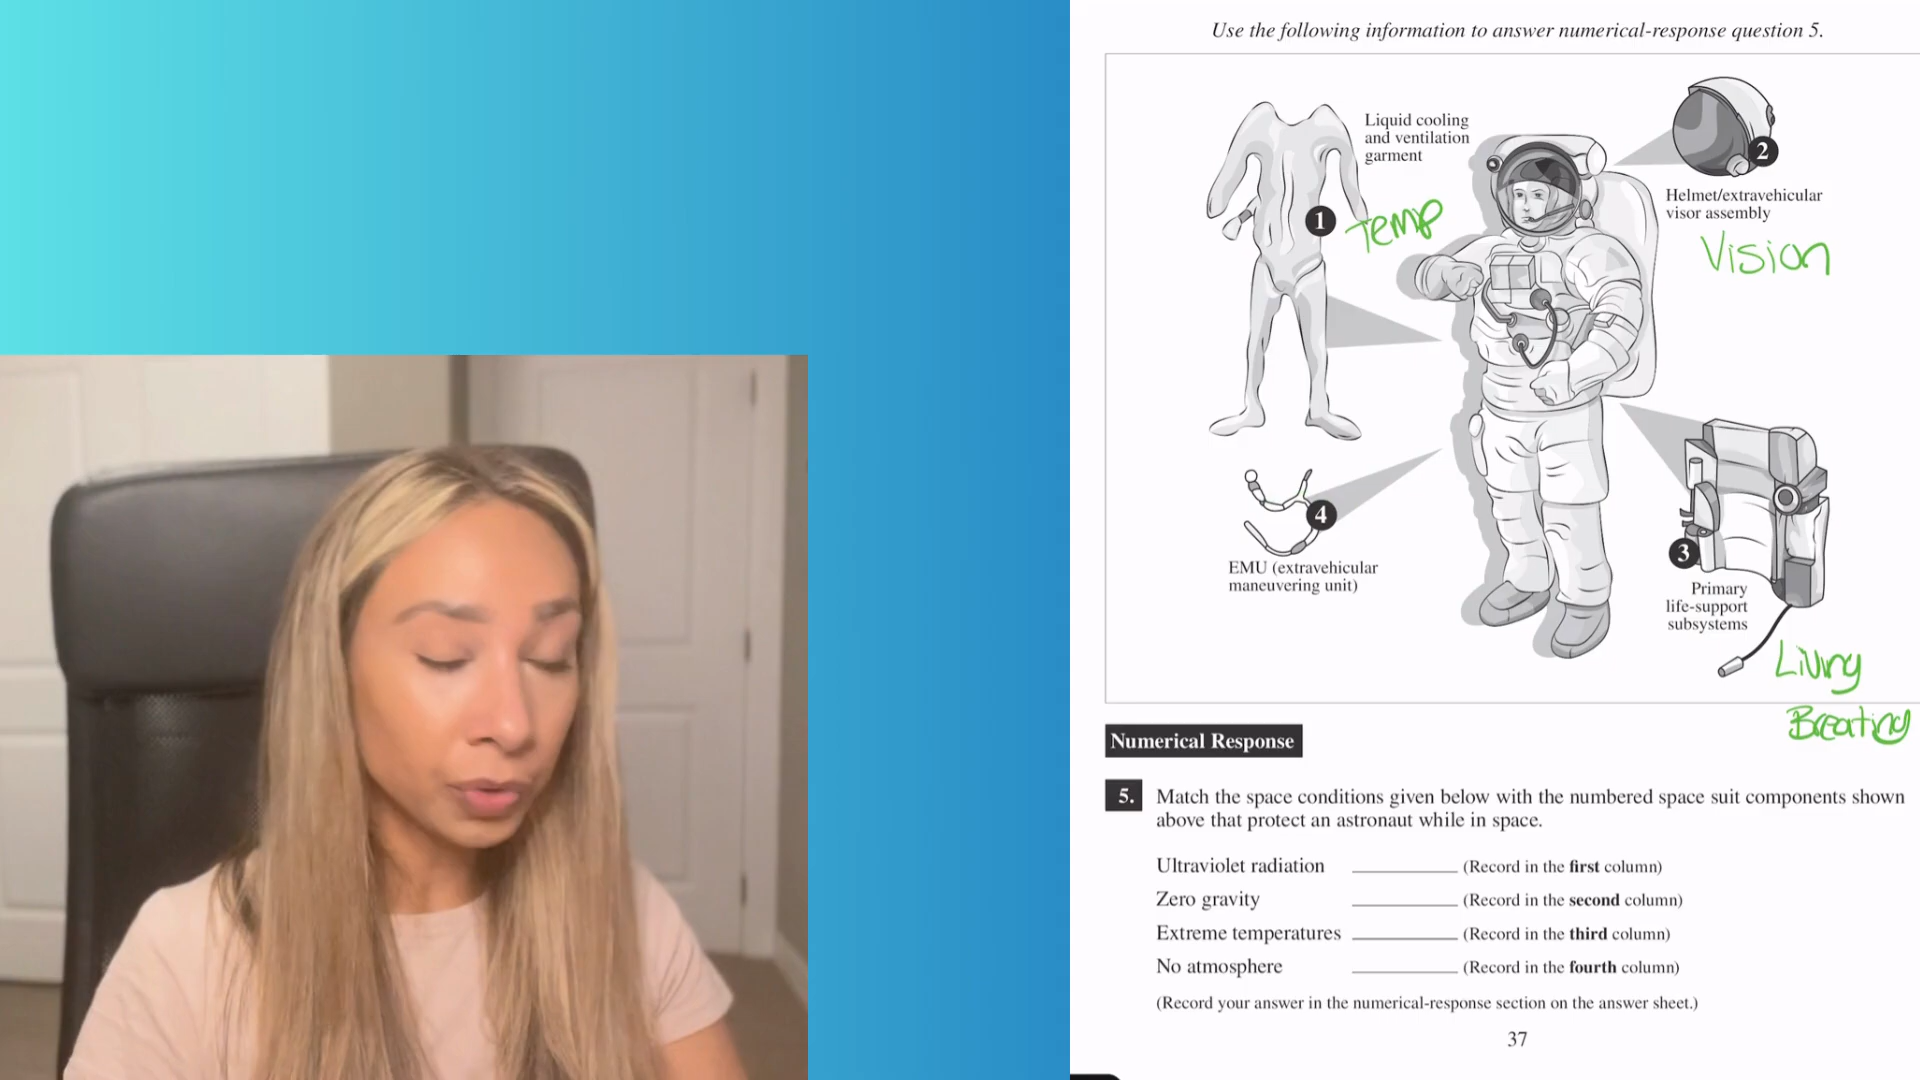 Use the following information to answer numerical-response question 5.
Liquid cooling
and ventilation
garment
1
Temp
2
Helmet/extravehicular
visor assembly
Vision
4
EMU (extravehicular
maneuvering unit)
3
Primary
life-support
subsystems
Living
Breating
Numerical Response
5. Match the space conditions given below with the numbered space suit components shown
above that protect an astronaut while in space.
Ultraviolet radiation __________ (Record in the first column)
Zero gravity __________ (Record in the second column)
Extreme temperatures __________ (Record in the third column)
No atmosphere __________ (Record in the fourth column)
(Record your answer in the numerical-response section on the answer sheet.)
37